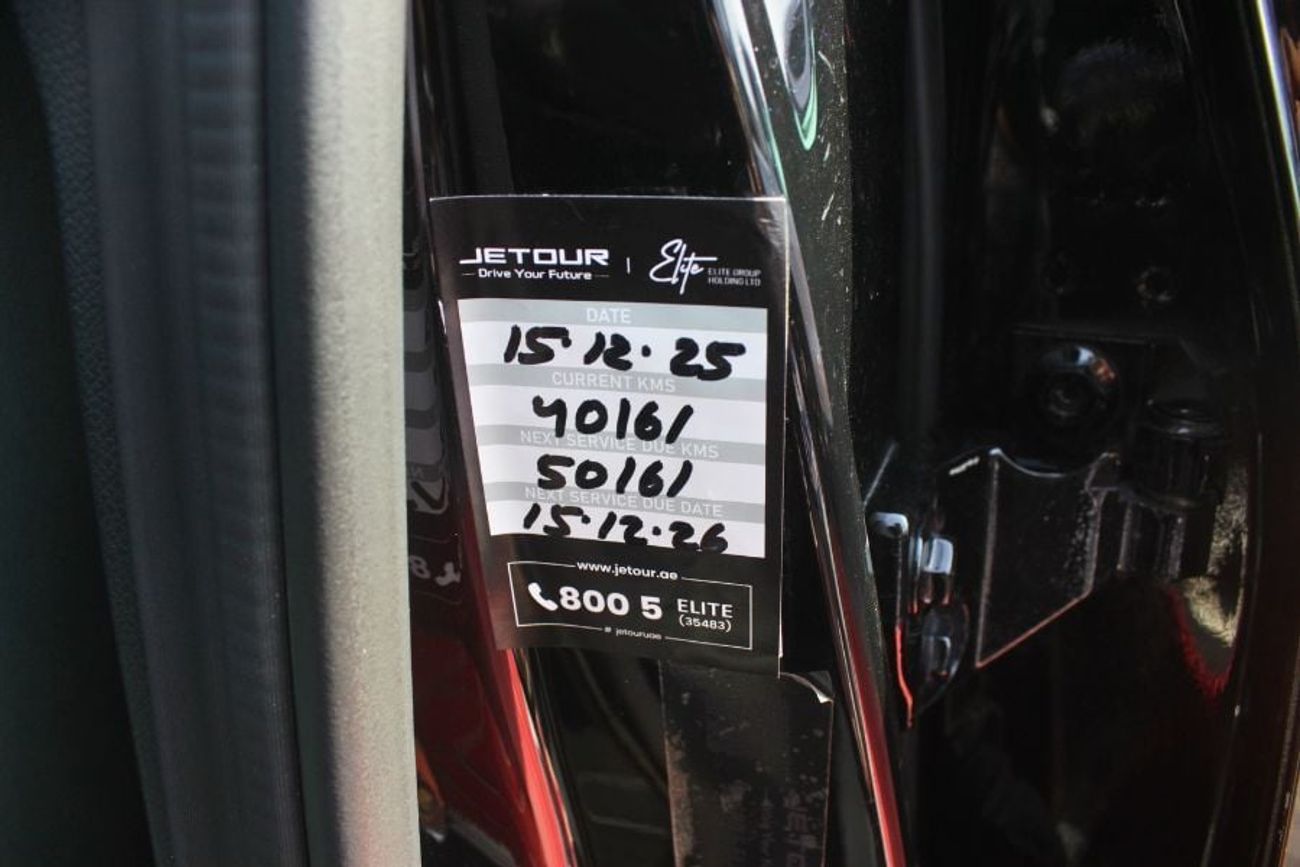 JETOUR | Elite ELITE GROUP
Drive Your Future HOLDING LTD
DATE
15.12.25
CURRENT KMS
40161
NEXT SERVICE DUE KMS
50161
NEXT SERVICE DUE DATE
15.12.26
www.jetour.ae
800 5 ELITE
(35483)
jetouruae